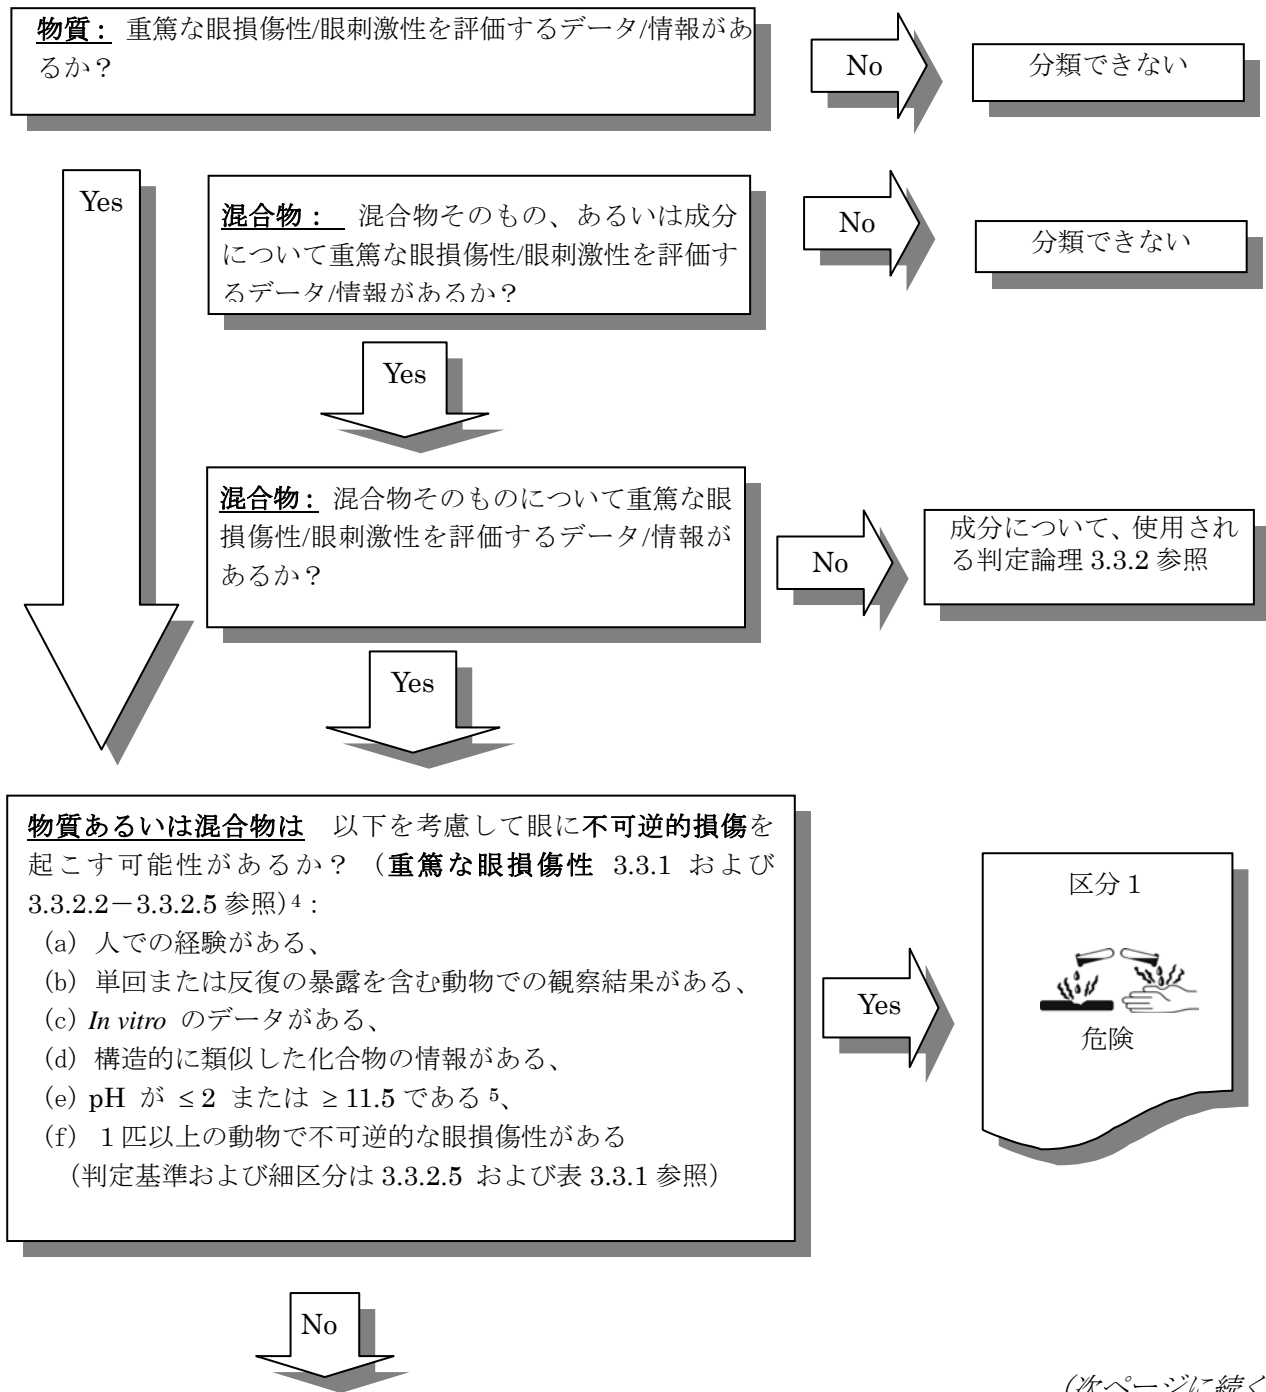 物質： 重篤な眼損傷性/眼刺激性を評価するデータ/情報があ
るか？
No
分類できない
Yes
混合物： 混合物そのもの、あるいは成分
について重篤な眼損傷性/眼刺激性を評価す
るデータ/情報があるか？
No
分類できない
Yes
混合物： 混合物そのものについて重篤な眼
損傷性/眼刺激性を評価するデータ/情報が
あるか？
No
成分について、使用され
る判定論理 3.3.2 参照
Yes
物質あるいは混合物は 以下を考慮して眼に不可逆的損傷を
起こす可能性があるか？（重篤な眼損傷性 3.3.1 および
3.3.2.2－3.3.2.5 参照）4：
(a) 人での経験がある、
(b) 単回または反復の暴露を含む動物での観察結果がある、
(c) In vitro のデータがある、
(d) 構造的に類似した化合物の情報がある、
(e) pH が ≤ 2 または ≥ 11.5 である 5、
(f) １匹以上の動物で不可逆的な眼損傷性がある
（判定基準および細区分は 3.3.2.5 および表 3.3.1 参照）
Yes
区分１
危険
No
(次ページに続く